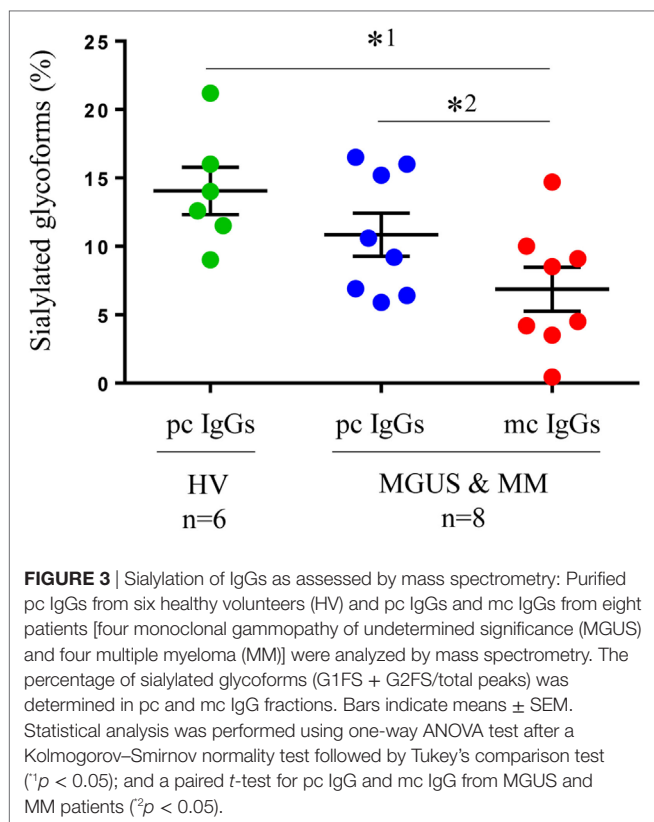 25
20
15
10
5
0
Sialylated glycoforms (%)
*1
*2
pc IgGs pc IgGs mc IgGs
HV MGUS & MM
n=6 n=8
FIGURE 3 | Sialylation of IgGs as assessed by mass spectrometry: Purified
pc IgGs from six healthy volunteers (HV) and pc IgGs and mc IgGs from eight
patients [four monoclonal gammopathy of undetermined significance (MGUS)
and four multiple myeloma (MM)] were analyzed by mass spectrometry. The
percentage of sialylated glycoforms (G1FS + G2FS/total peaks) was
determined in pc and mc IgG fractions. Bars indicate means ± SEM.
Statistical analysis was performed using one-way ANOVA test after a
Kolmogorov–Smirnov normality test followed by Tukey's comparison test
(*1p < 0.05); and a paired t-test for pc IgG and mc IgG from MGUS and
MM patients (*2p < 0.05).